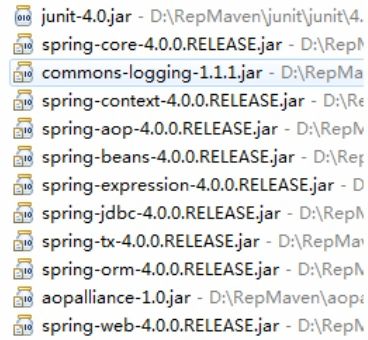 junit-4.0.jar - D:\RepMaven\junit\junit\4.
spring-core-4.0.0.RELEASE.jar - D:\Rep
commons-logging-1.1.1.jar - D:\RepMa
spring-context-4.0.0.RELEASE.jar - D:\Re
spring-aop-4.0.0.RELEASE.jar - D:\RepMa
spring-beans-4.0.0.RELEASE.jar - D:\Rep
spring-expression-4.0.0.RELEASE.jar - D
spring-jdbc-4.0.0.RELEASE.jar - D:\RepM
spring-tx-4.0.0.RELEASE.jar - D:\RepMav
spring-orm-4.0.0.RELEASE.jar - D:\RepM
aopalliance-1.0.jar - D:\RepMaven\aopa
spring-web-4.0.0.RELEASE.jar - D:\RepM